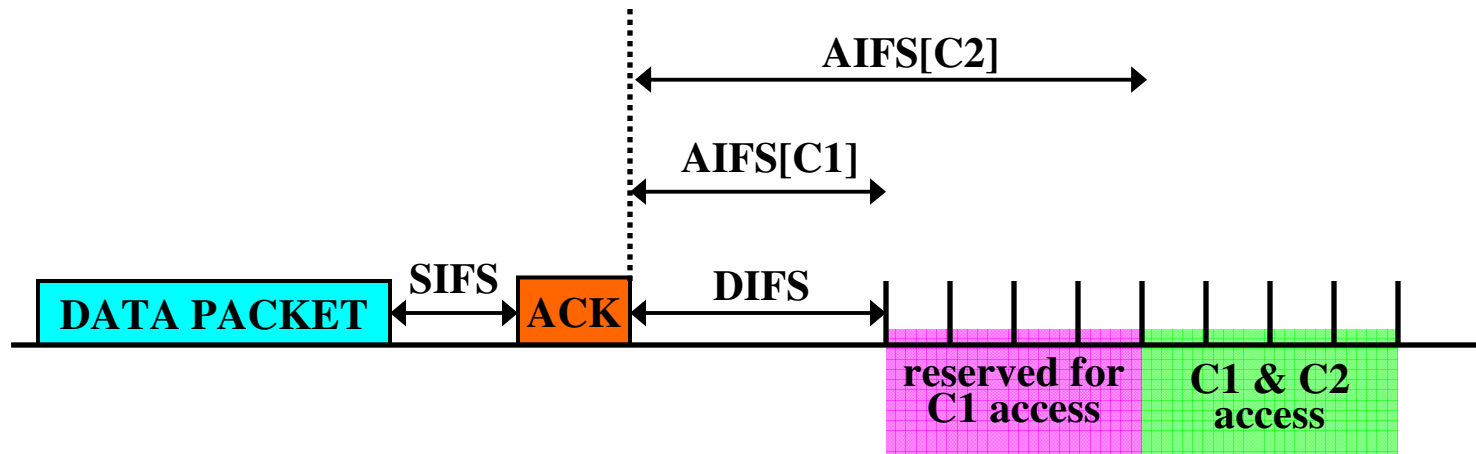 AIFS[C2]
AIFS[C1]
SIFS
DIFS
DATA PACKET
ACK
reserved for
C1 access
C1 & C2
access